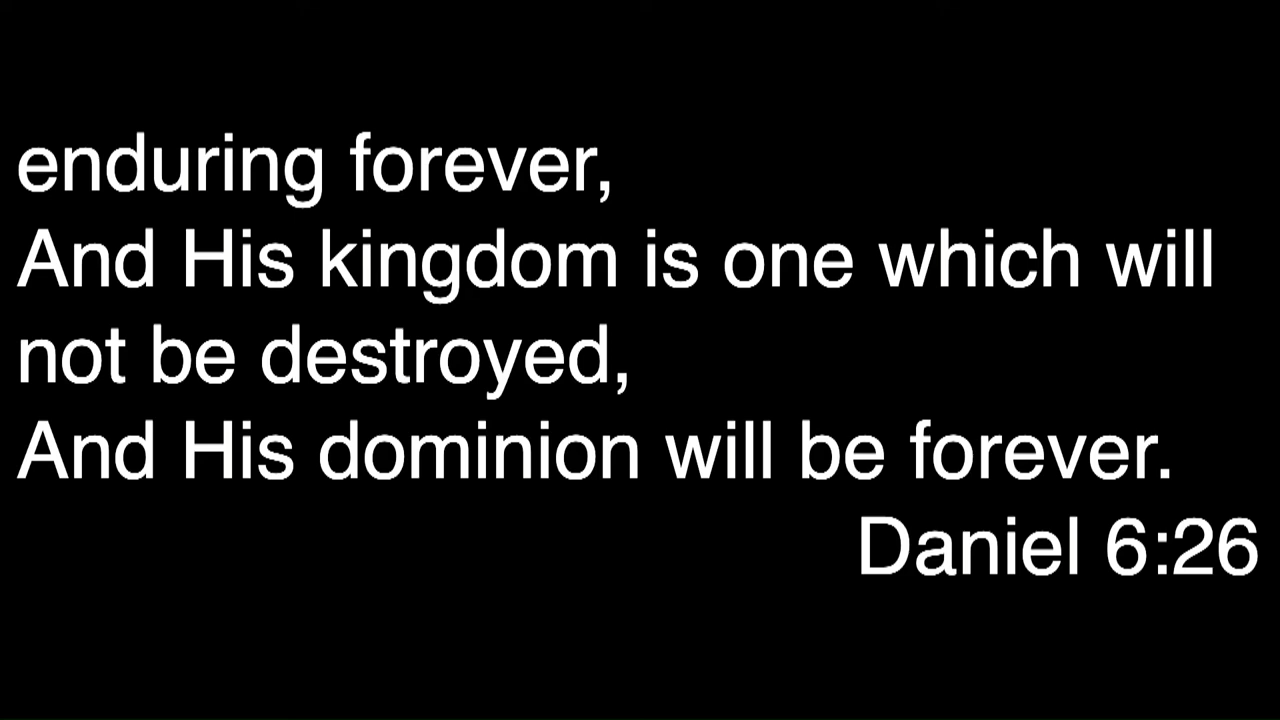 enduring forever,
And His kingdom is one which will
not be destroyed,
And His dominion will be forever.
Daniel 6:26